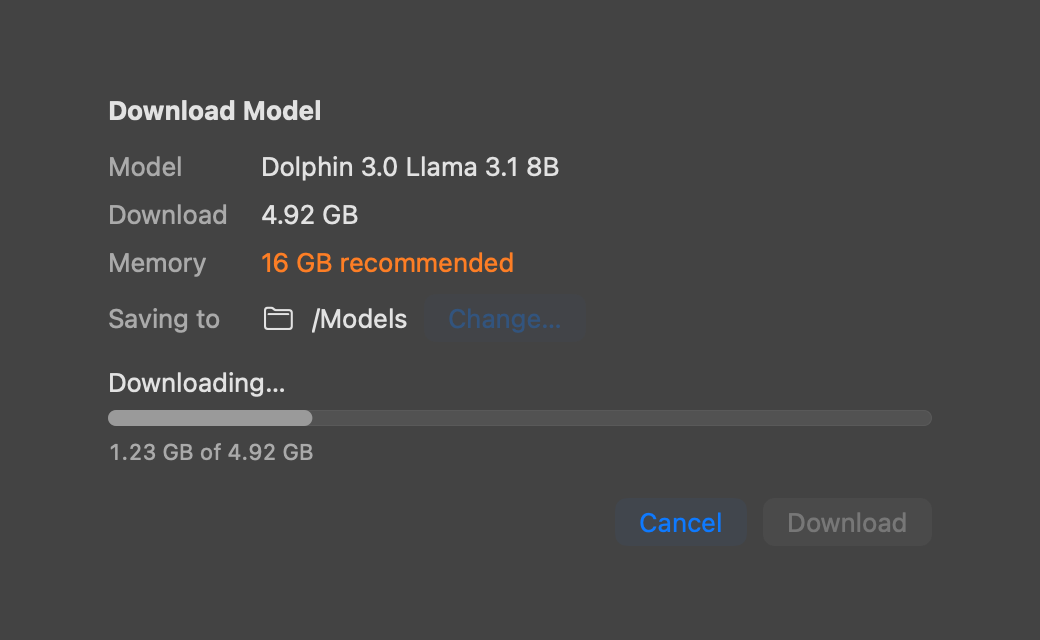 Download Model
Model Dolphin 3.0 Llama 3.1 8B
Download 4.92 GB
Memory 16 GB recommended
Saving to /Models Change...
Downloading...
1.23 GB of 4.92 GB
Cancel Download